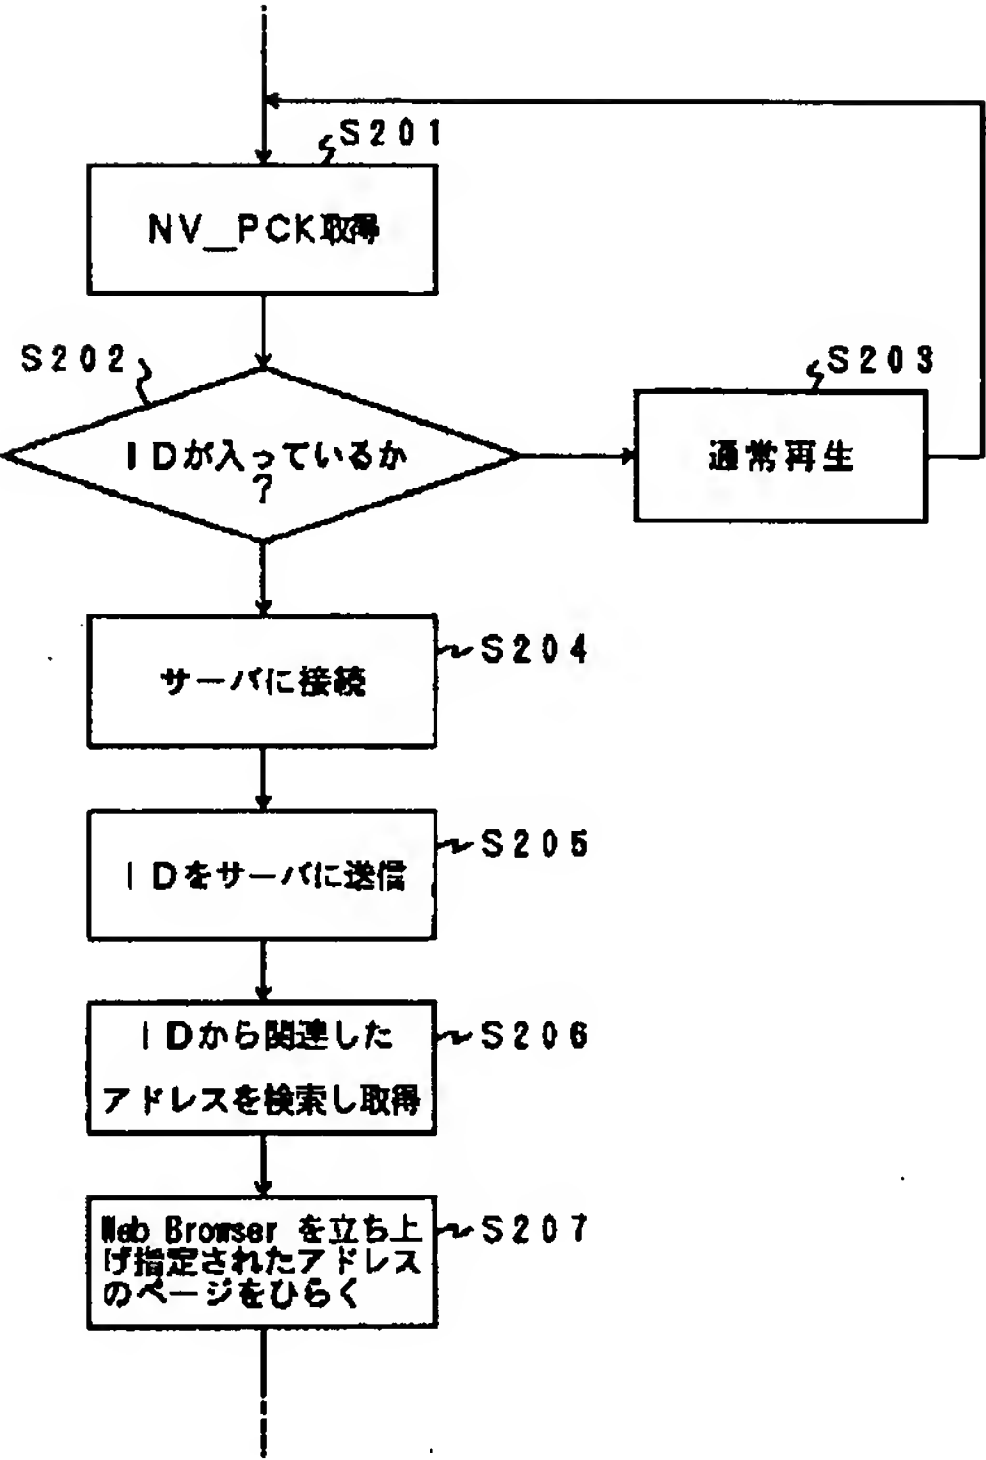 S201
NV_PCK取得
S202
IDが入っているか
?
S203
通常再生
サーバに接続
S204
IDをサーバに送信
S205
IDから関連した
アドレスを検索し取得
S206
Web Browser を立ち上
げ指定されたアドレス
のページをひらく
S207